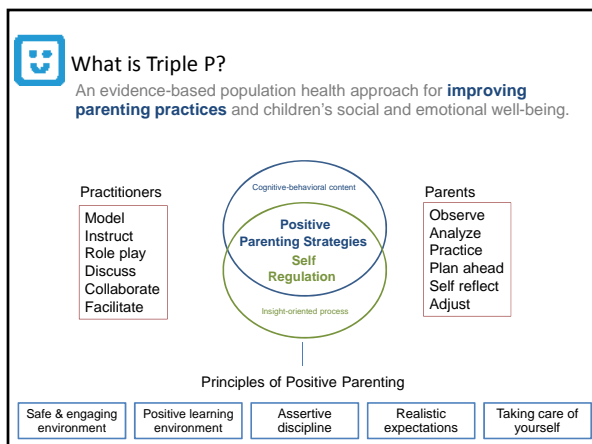 What is Triple P?
An evidence-based population health approach for improving
parenting practices and children's social and emotional well-being.
Cognitive-behavioral content
Practitioners
Model
Instruct
Role play
Discuss
Collaborate
Facilitate
Positive
Parenting Strategies
Self
Regulation
Parents
Observe
Analyze
Practice
Plan ahead
Self reflect
Adjust
Insight-oriented process
Principles of Positive Parenting
Safe & engaging
environment
Positive learning
environment
Assertive
discipline
Realistic
expectations
Taking care of
yourself